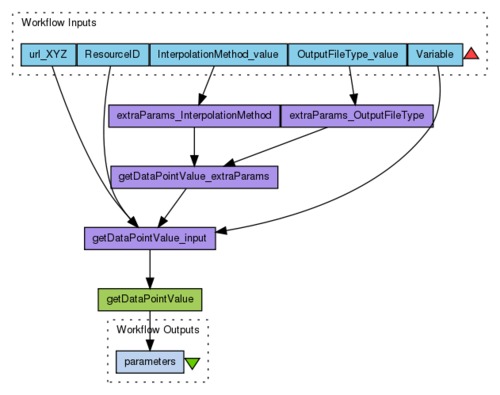 Workflow Inputs
url_XYZ ResourceID InterpolationMethod_value OutputFileType_value Variable
extraParams_InterpolationMethod extraParams_OutputFileType
getDataPointValue_extraParams
getDataPointValue_input
getDataPointValue
Workflow Outputs
parameters